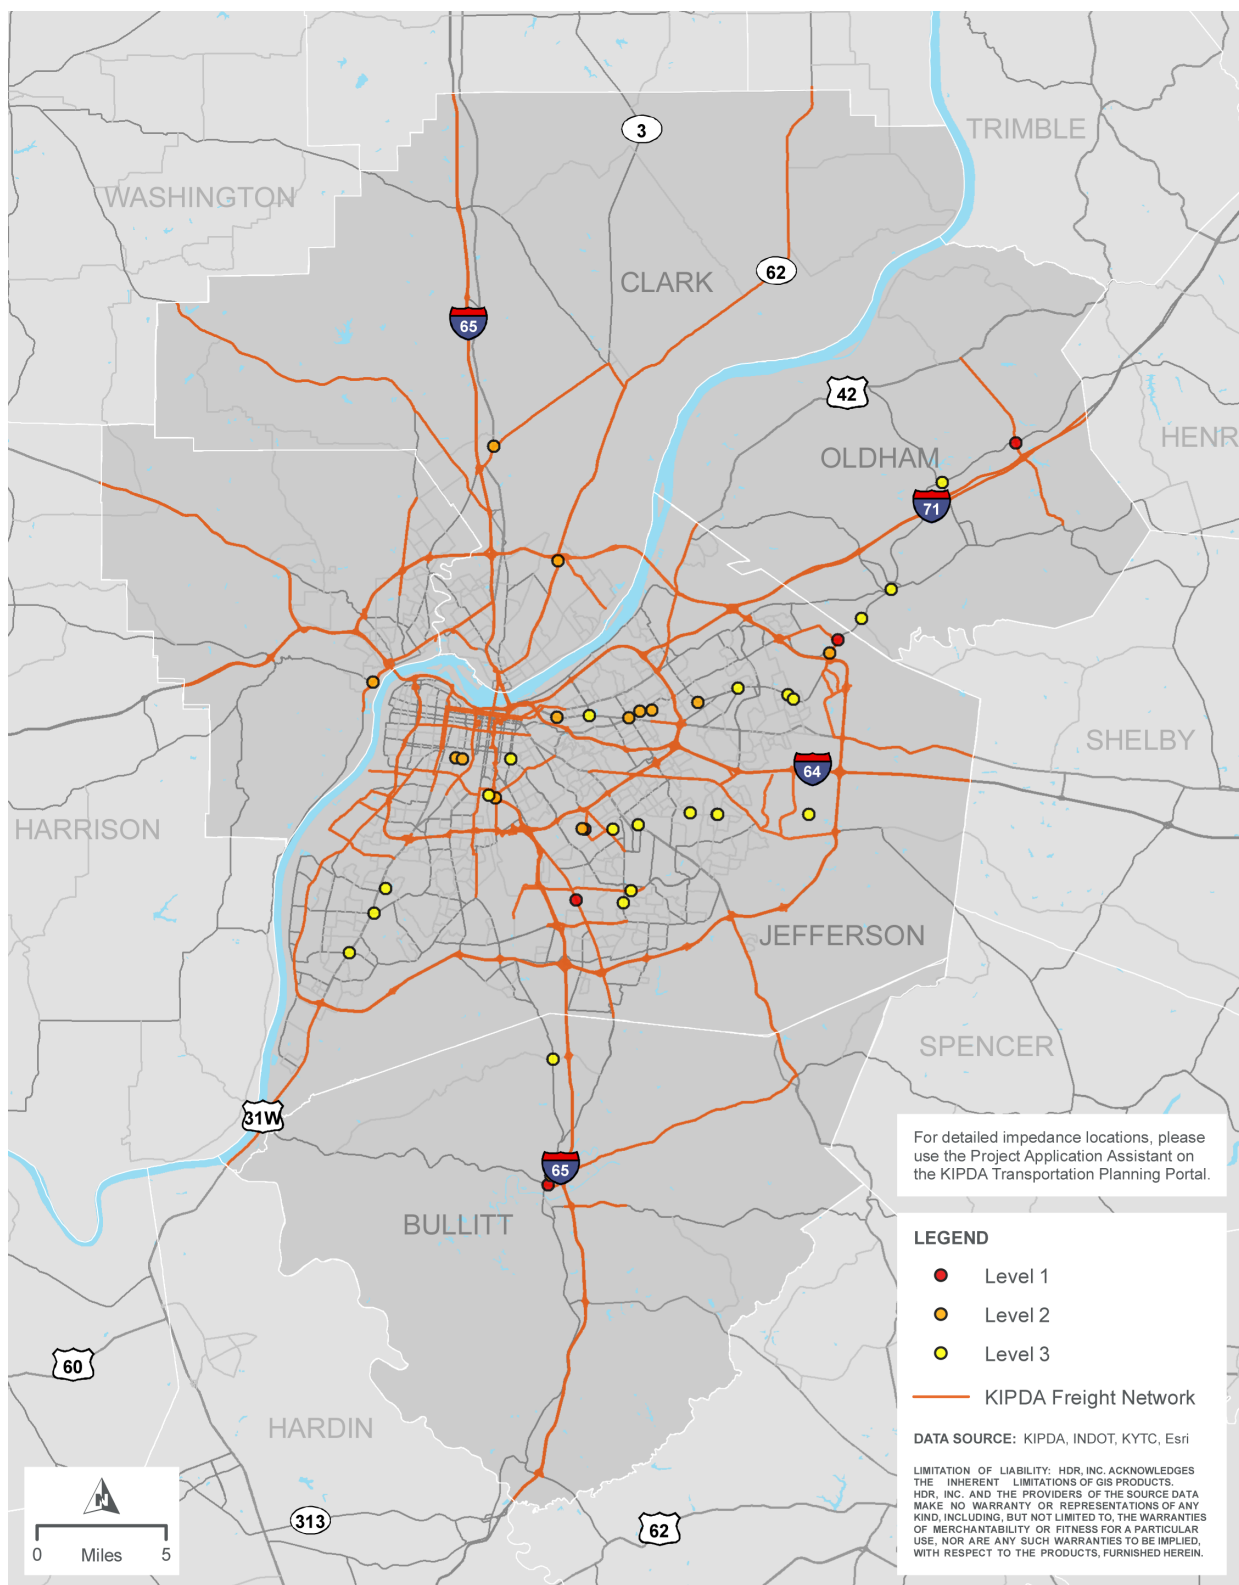 TRIMBLE
3
WASHINGTON
CLARK
62
65
42
HENR
OLDHAM
71
SHELBY
64
HARRISON
JEFFERSON
SPENCER
31W
65
BULLITT
60
HARDIN
313
62
For detailed impedance locations, please
use the Project Application Assistant on
the KIPDA Transportation Planning Portal.
LEGEND
Level 1
Level 2
Level 3
KIPDA Freight Network
DATA SOURCE: KIPDA, INDOT, KYTC, Esri
LIMITATION OF LIABILITY: HDR, INC. ACKNOWLEDGES
THE INHERENT LIMITATIONS OF GIS PRODUCTS.
HDR, INC. AND THE PROVIDERS OF THE SOURCE DATA
MAKE NO WARRANTY OR REPRESENTATIONS OF ANY
KIND, INCLUDING, BUT NOT LIMITED TO, THE WARRANTIES
OF MERCHANTABILITY OR FITNESS FOR A PARTICULAR
USE, NOR ARE ANY SUCH WARRANTIES TO BE IMPLIED,
WITH RESPECT TO THE PRODUCTS, FURNISHED HEREIN.
N
0 Miles 5